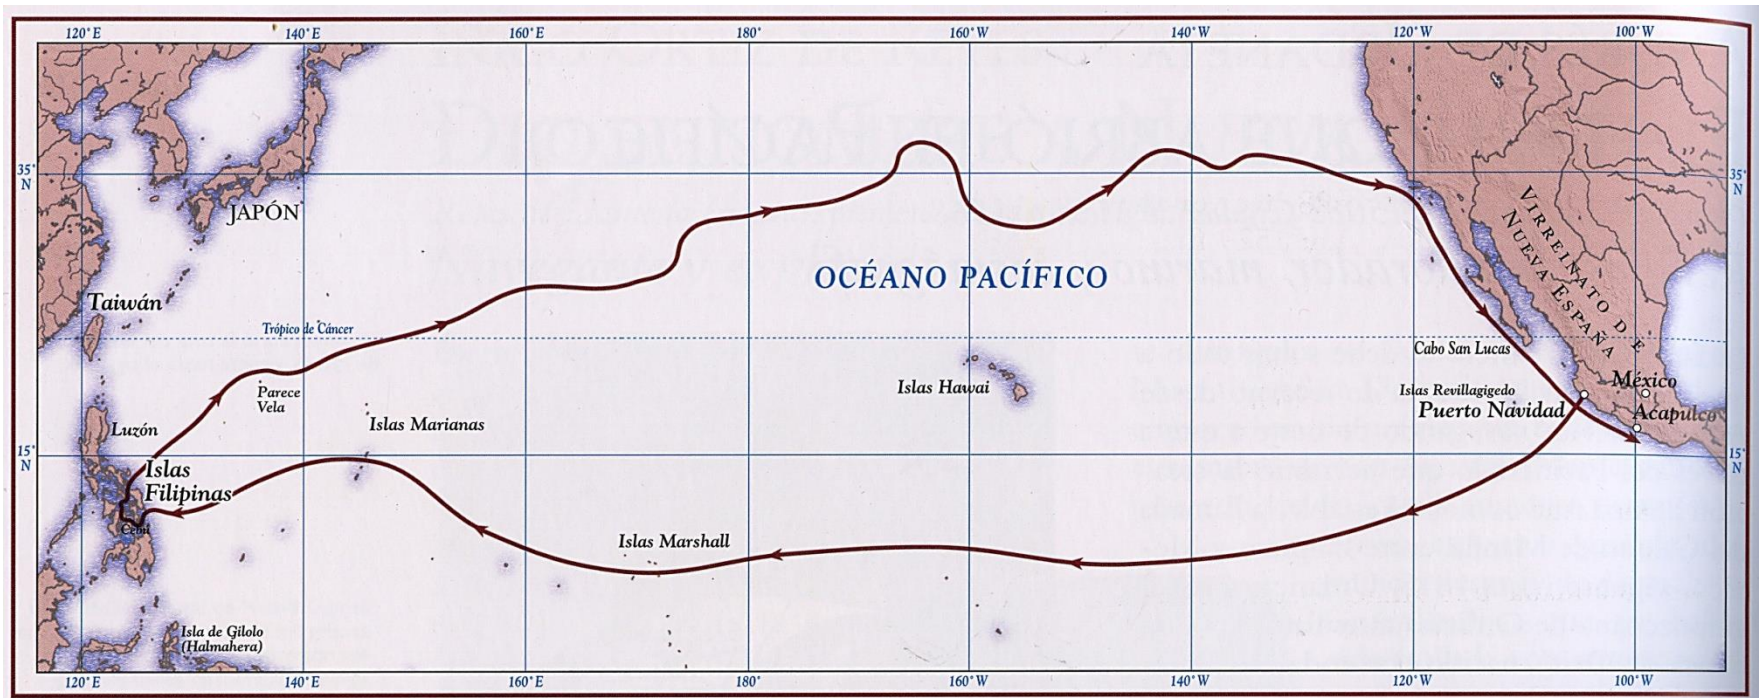 120° E
140° E
160° E
180°
160° W
140° W
120° W
100° W
35°
N
35°
N
JAPÓN
VIRREINATO DE
NUEVA ESPAÑA
OCÉANO PACÍFICO
Taiwán
Trópico de Cáncer
Cabo San Lucas
Parece
Vela
Islas Hawai
Islas Revillagigedo
México
Puerto Navidad
Acapulco
Luzón
Islas Marianas
15°
N
15°
N
Islas
Filipinas
Cebú
Islas Marshall
Isla de Gilolo
(Halmahera)
120° E
140° E
160° E
180°
160° W
140° W
120° W
100° W